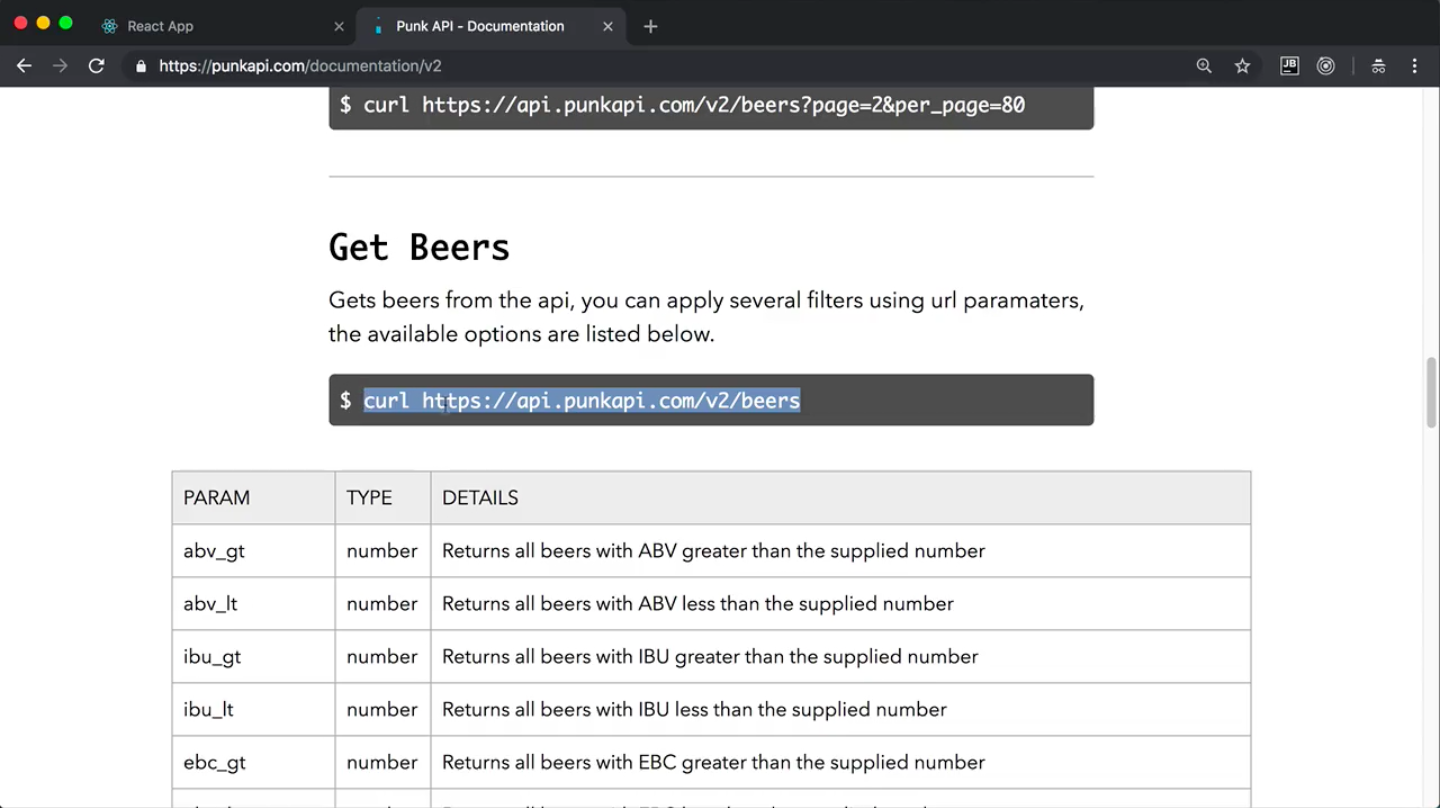 React App
Punk API - Documentation
https://punkapi.com/documentation/v2
JB
$ curl https://api.punkapi.com/v2/beers?page=2&per_page=80
Get Beers
Gets beers from the api, you can apply several filters using url paramaters,
the available options are listed below.
$ curl https://api.punkapi.com/v2/beers
PARAM TYPE DETAILS
abv_gt number Returns all beers with ABV greater than the supplied number
abv_lt number Returns all beers with ABV less than the supplied number
ibu_gt number Returns all beers with IBU greater than the supplied number
ibu_lt number Returns all beers with IBU less than the supplied number
ebc_gt number Returns all beers with EBC greater than the supplied number